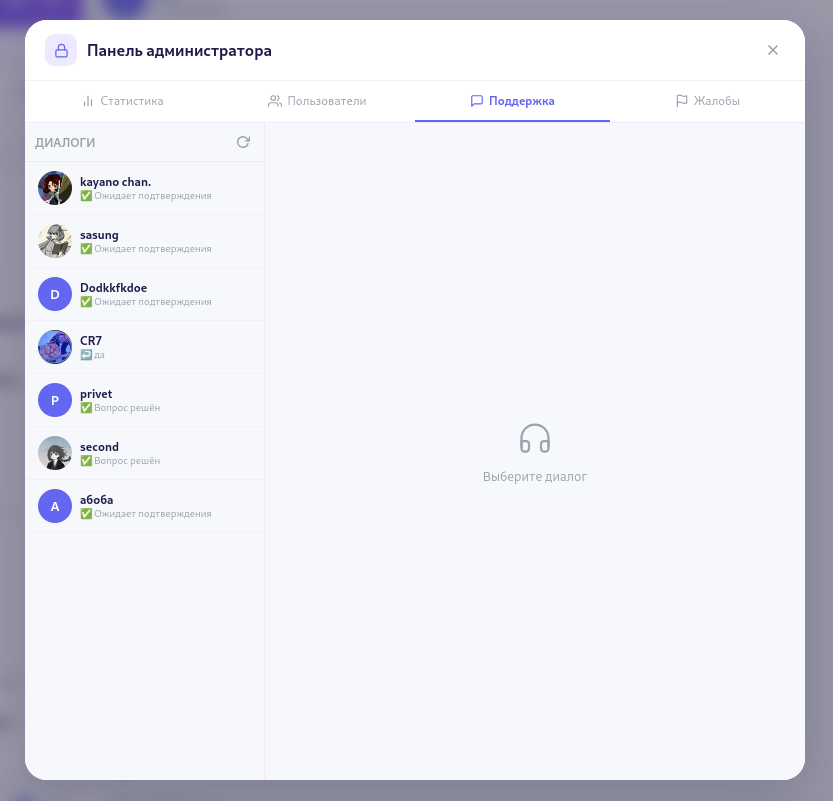 Панель администратора
Статистика
Пользователи
Поддержка
Жалобы
ДИАЛОГИ
kayano chan.
✅ Ожидает подтверждения
sasung
✅ Ожидает подтверждения
D
Dodkkfkdoe
✅ Ожидает подтверждения
CR7
↩️ да
P
privet
✅ Вопрос решён
second
✅ Вопрос решён
А
абоба
✅ Ожидает подтверждения
Выберите диалог